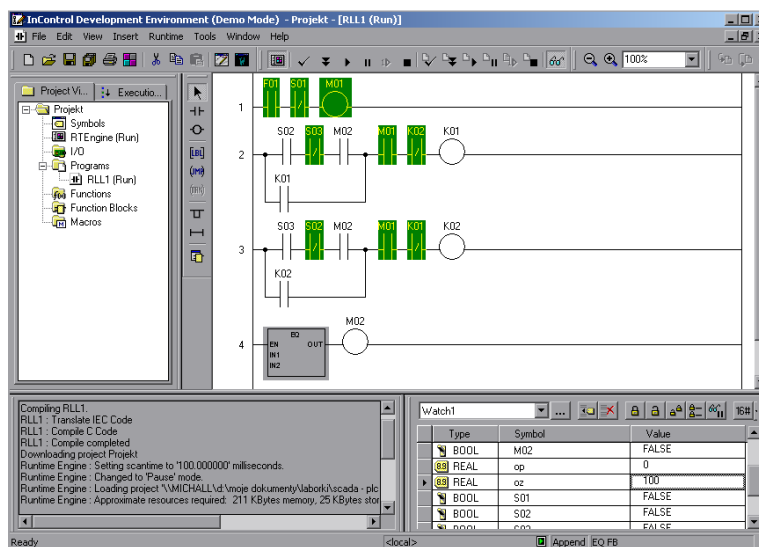 InControl Development Environment (Demo Mode) - Projekt - [RLL1 (Run)]
File Edit View Insert Runtime Tools Window Help
100%
Project Vi... Executio...
Projekt
Symbols
RTEngine (Run)
I/O
Programs
RLL1 (Run)
Functions
Function Blocks
Macros
[LBL]
(JMP)
1
F01 S01 M01
2
S02 S03 M02 M01 K02 K01
K01
3
S03 S02 M02 M01 K01 K02
K02
4
EQ
EN OUT
IN1
IN2
M02
Compiling RLL1.
RLL1 : Translate IEC Code
RLL1 : Compile C Code
RLL1 : Compile completed
Downloading project Projekt
Runtime Engine : Setting scantime to '100.000000' milliseconds.
Runtime Engine : Changed to 'Pause' mode.
Runtime Engine : Loading project '\\MICHALL\d:\moje dokumenty\laborki\scada - plc
Runtime Engine : Approximate resources required: 211 KBytes memory, 25 KBytes stor
Watch1 ... 16#
Type Symbol Value
BOOL M02 FALSE
REAL op 0
REAL oz 100
BOOL S01 FALSE
BOOL S02 FALSE
BOOL S03 FALSE
Ready <local> Append EQ FB